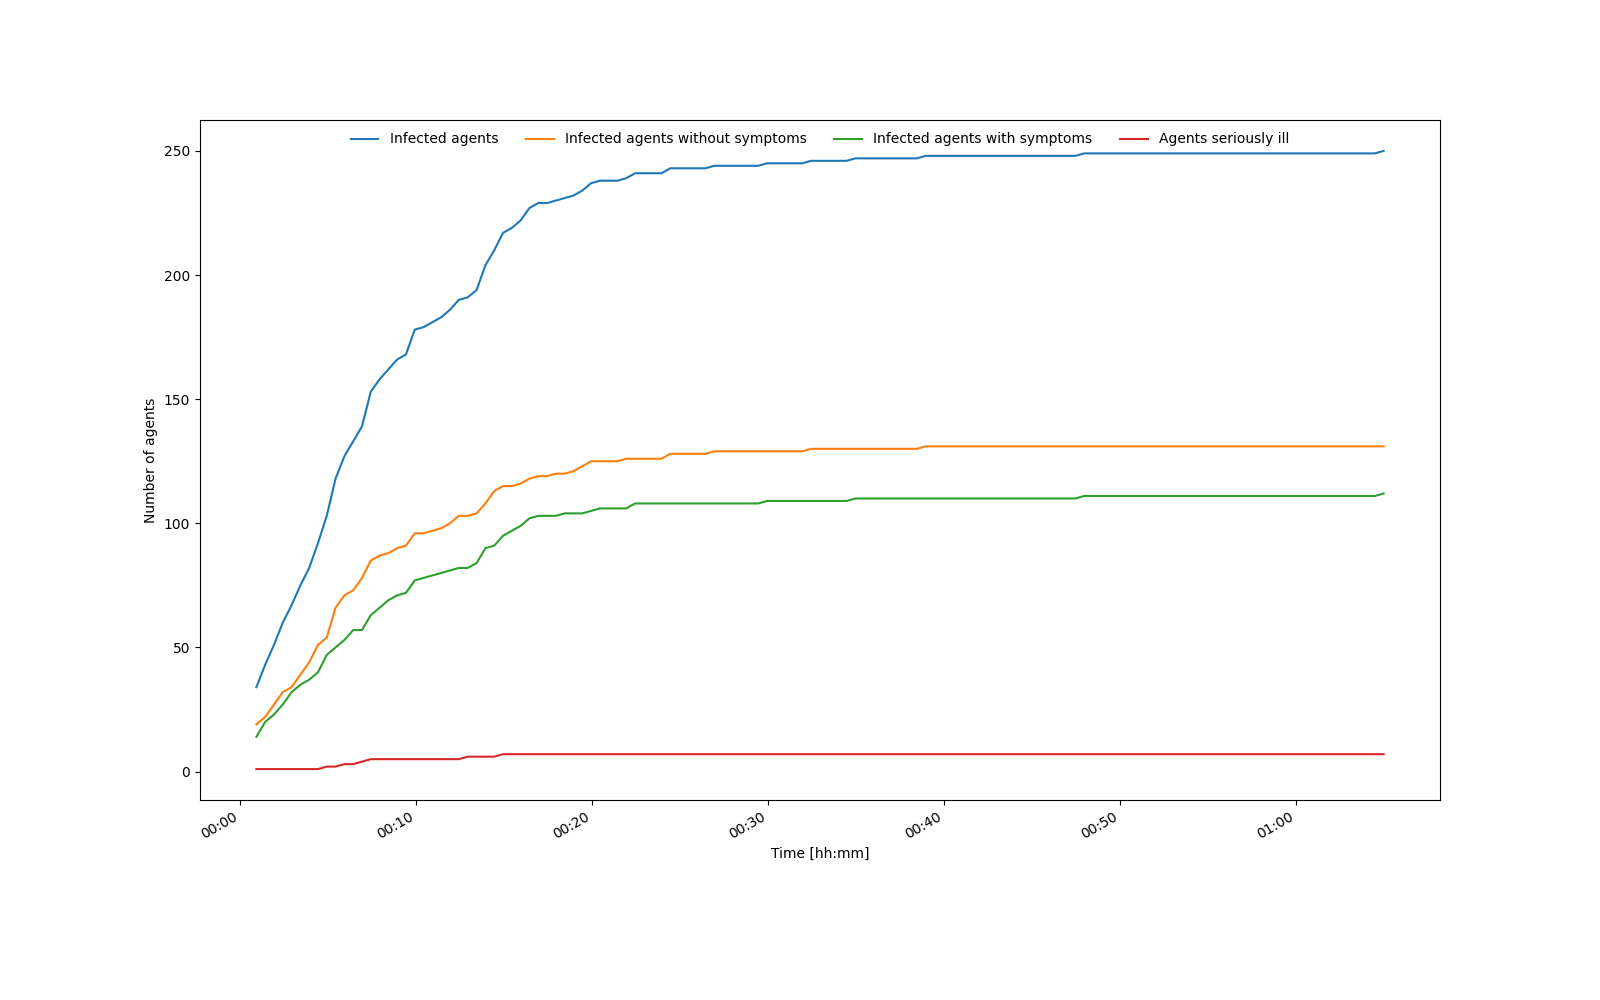 Infected agents
Infected agents without symptoms
Infected agents with symptoms
Agents seriously ill
250
200
150
100
50
0
Number of agents
00:00
00:10
00:20
00:30
00:40
00:50
01:00
Time [hh:mm]